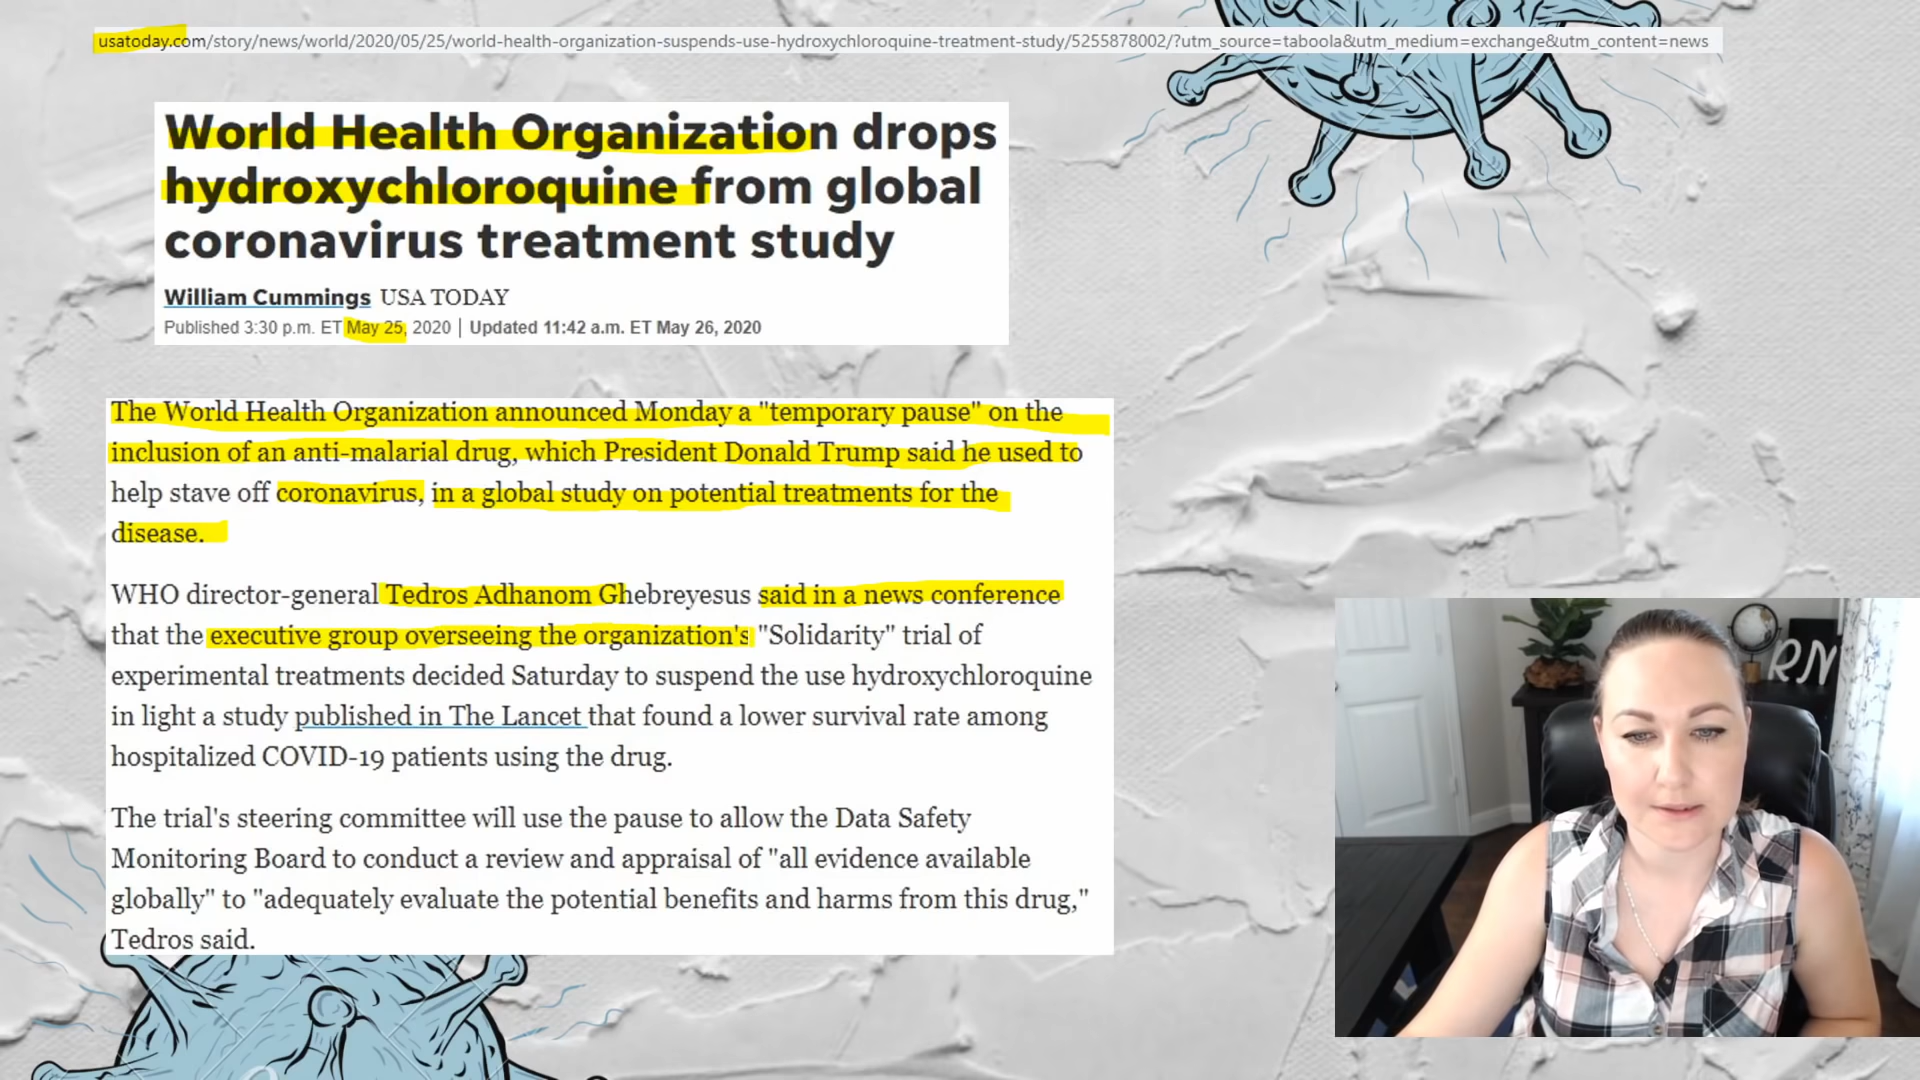 usatoday.com/story/news/world/2020/05/25/world-health-organization-suspends-use-hydroxychloroquine-treatment-study/5255878002/?utm_source=taboola&utm_medium=exchange&utm_content=news
World Health Organization drops
hydroxychloroquine from global
coronavirus treatment study
William Cummings USA TODAY
Published 3:30 p.m. ET May 25, 2020 | Updated 11:42 a.m. ET May 26, 2020
The World Health Organization announced Monday a "temporary pause" on the
inclusion of an anti-malarial drug, which President Donald Trump said he used to
help stave off coronavirus, in a global study on potential treatments for the
disease.
WHO director-general Tedros Adhanom Ghebreyesus said in a news conference
that the executive group overseeing the organization's "Solidarity" trial of
experimental treatments decided Saturday to suspend the use hydroxychloroquine
in light a study published in The Lancet that found a lower survival rate among
hospitalized COVID-19 patients using the drug.
The trial's steering committee will use the pause to allow the Data Safety
Monitoring Board to conduct a review and appraisal of "all evidence available
globally" to "adequately evaluate the potential benefits and harms from this drug,"
Tedros said.
RN